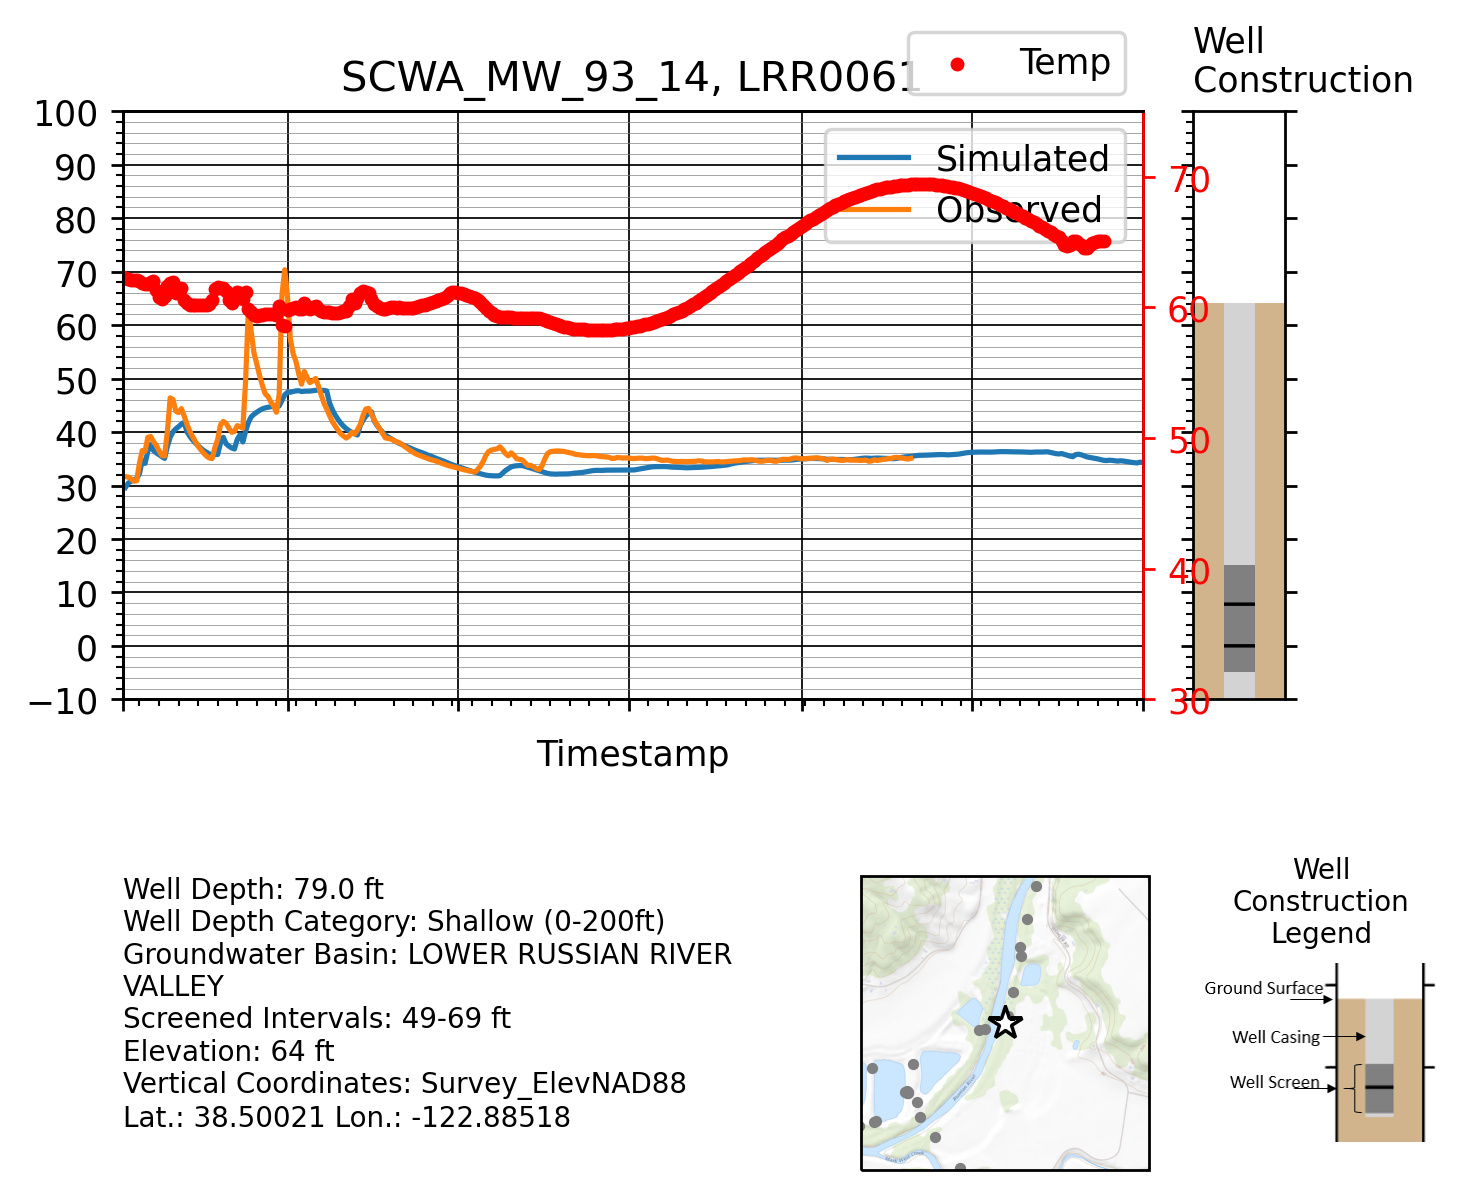 SCWA_MW_93_14, LRR0061
Temp
Well
Construction
Simulated
Observed
100
90
80
70
60
50
40
30
20
10
0
−10
70
60
50
40
30
Timestamp
Well Depth: 79.0 ft
Well Depth Category: Shallow (0-200ft)
Groundwater Basin: LOWER RUSSIAN RIVER
VALLEY
Screened Intervals: 49-69 ft
Elevation: 64 ft
Vertical Coordinates: Survey_ElevNAD88
Lat.: 38.50021 Lon.: -122.88518
Well
Construction
Legend
Ground Surface
Well Casing
Well Screen